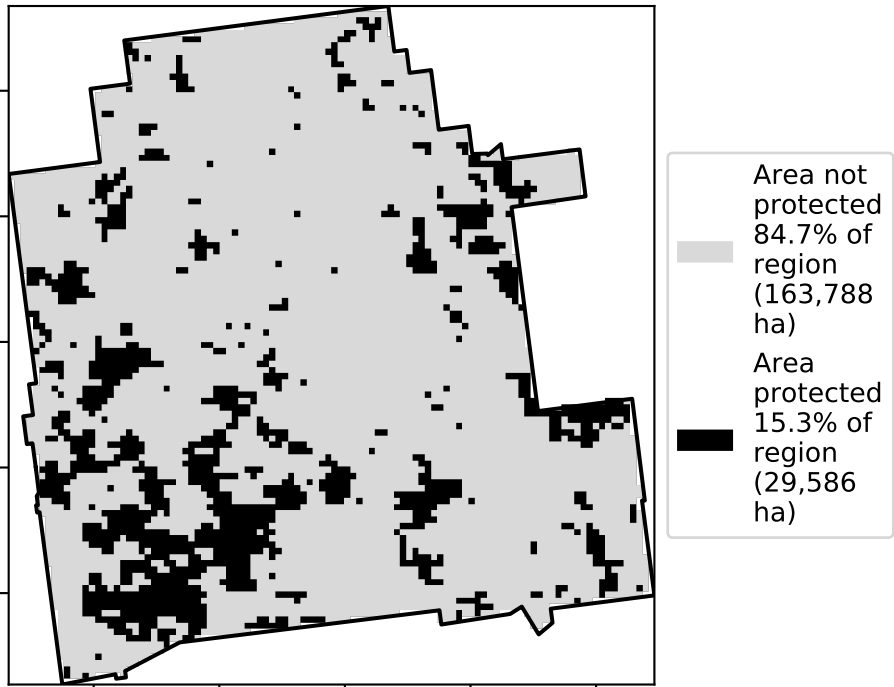 Area not
protected
84.7% of
region
(163,788
ha)
Area
protected
15.3% of
region
(29,586
ha)